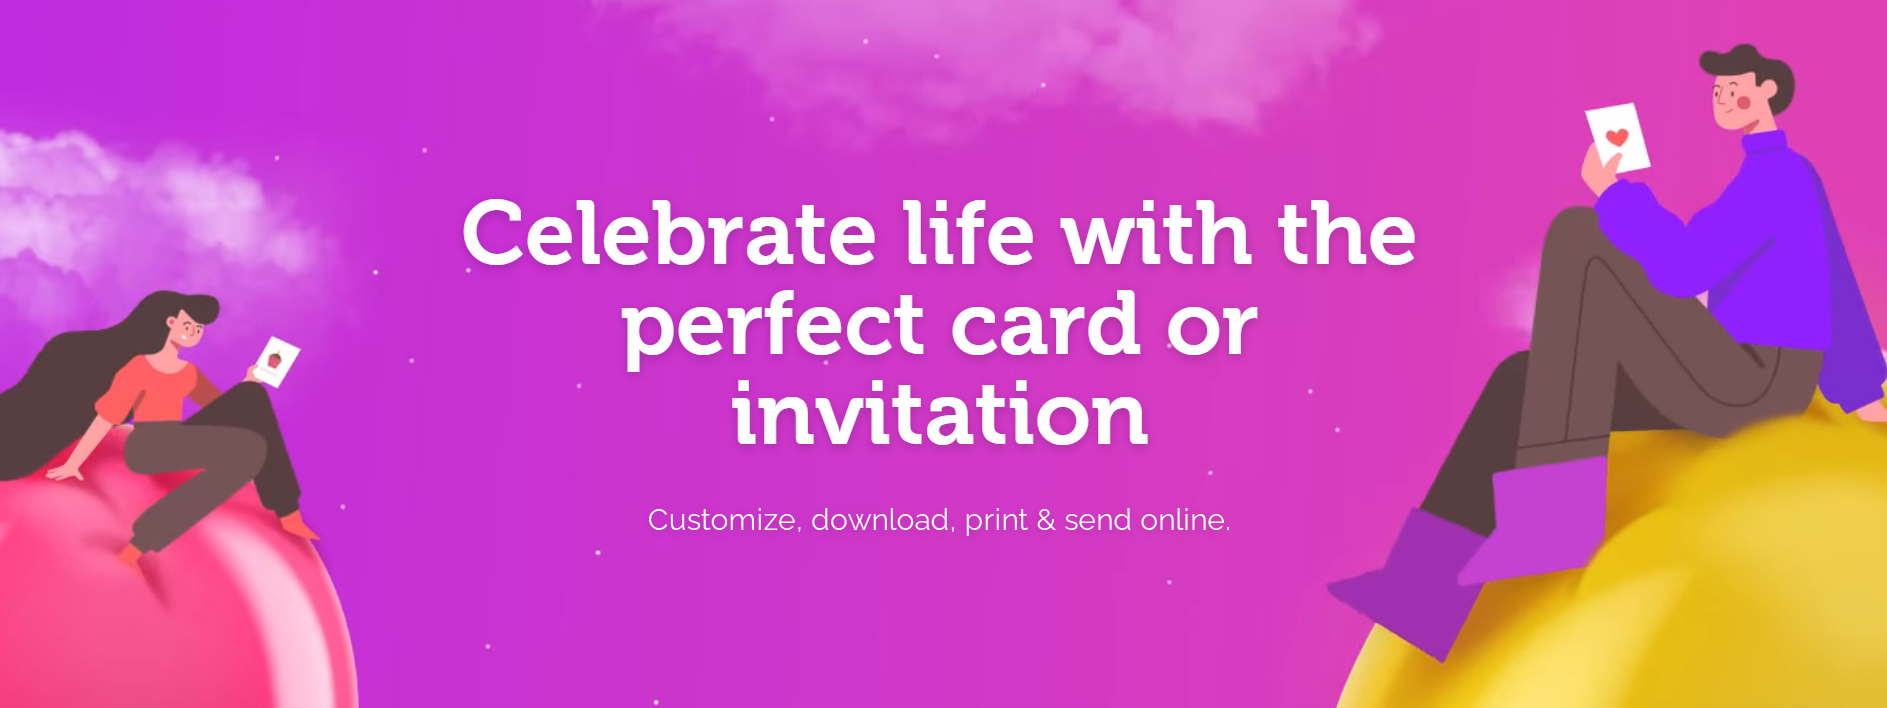 Celebrate life with the
perfect card or
invitation
Customize, download, print & send online.